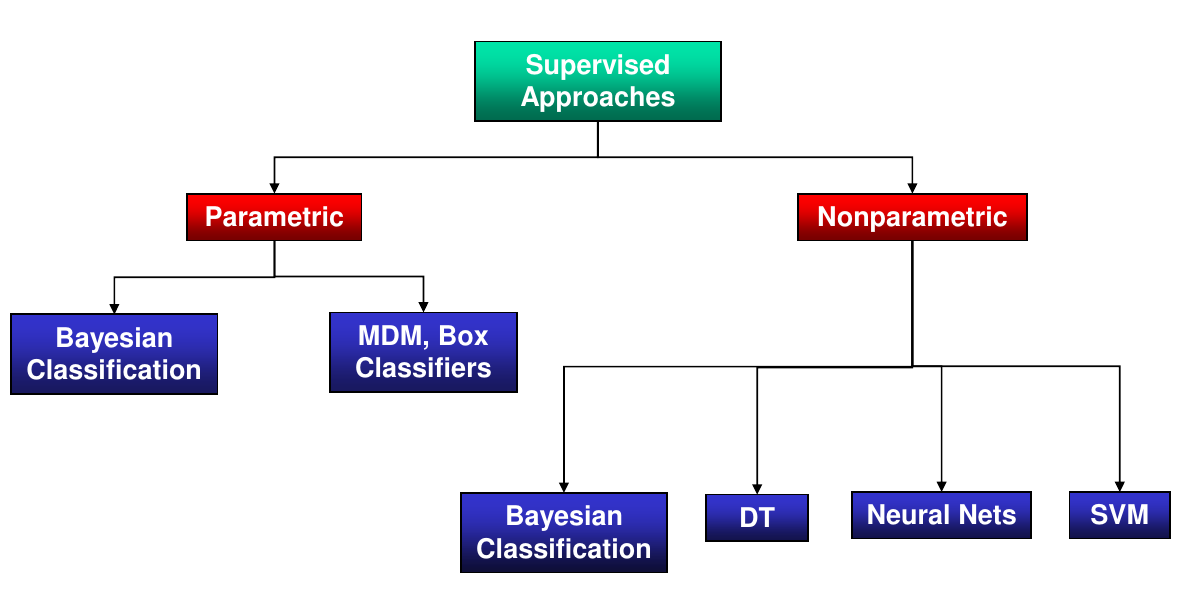 Supervised
Approaches
Parametric
Nonparametric
Bayesian
Classification
MDM, Box
Classifiers
Bayesian
Classification
DT
Neural Nets
SVM